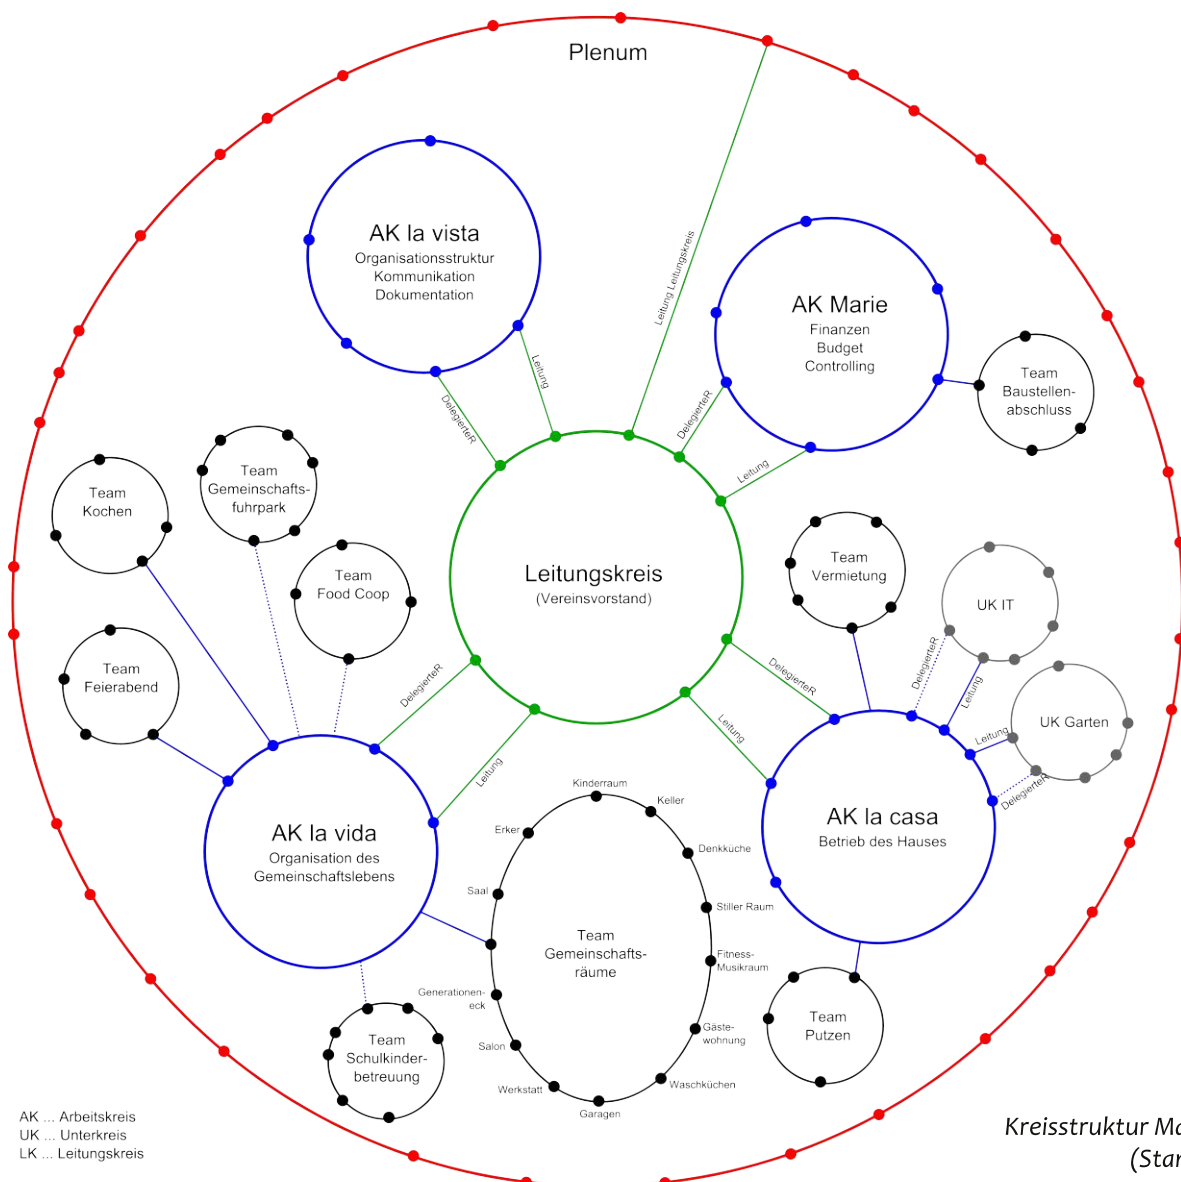 Plenum
AK la vista
Organisationsstruktur
Kommunikation
Dokumentation
Leitung Leitungskreis
AK Marie
Finanzen
Budget
Controlling
Team
Baustellen-
abschluss
Leitung
DelegierteR
DelegierteR
Leitung
Team
Kochen
Team
Gemeinschafts-
fuhrpark
Team
Food Coop
Team
Feierabend
Leitungskreis
(Vereinsvorstand)
Team
Vermietung
UK IT
UK Garten
DelegierteR
Leitung
Leitung
DelegierteR
DelegierteR
Leitung
DelegierteR
Leitung
AK la vida
Organisation des
Gemeinschaftslebens
AK la casa
Betrieb des Hauses
Kinderraum
Keller
Erker
Denkküche
Saal
Stiller Raum
Team
Gemeinschafts-
räume
Fitness-
Musikraum
Generationen-
eck
Gäste-
wohnung
Salon
Werkstatt
Waschküchen
Garagen
Team
Putzen
Team
Schulkinder-
betreuung
AK ... Arbeitskreis
UK ... Unterkreis
LK ... Leitungskreis
Kreisstruktur Ma
(Star